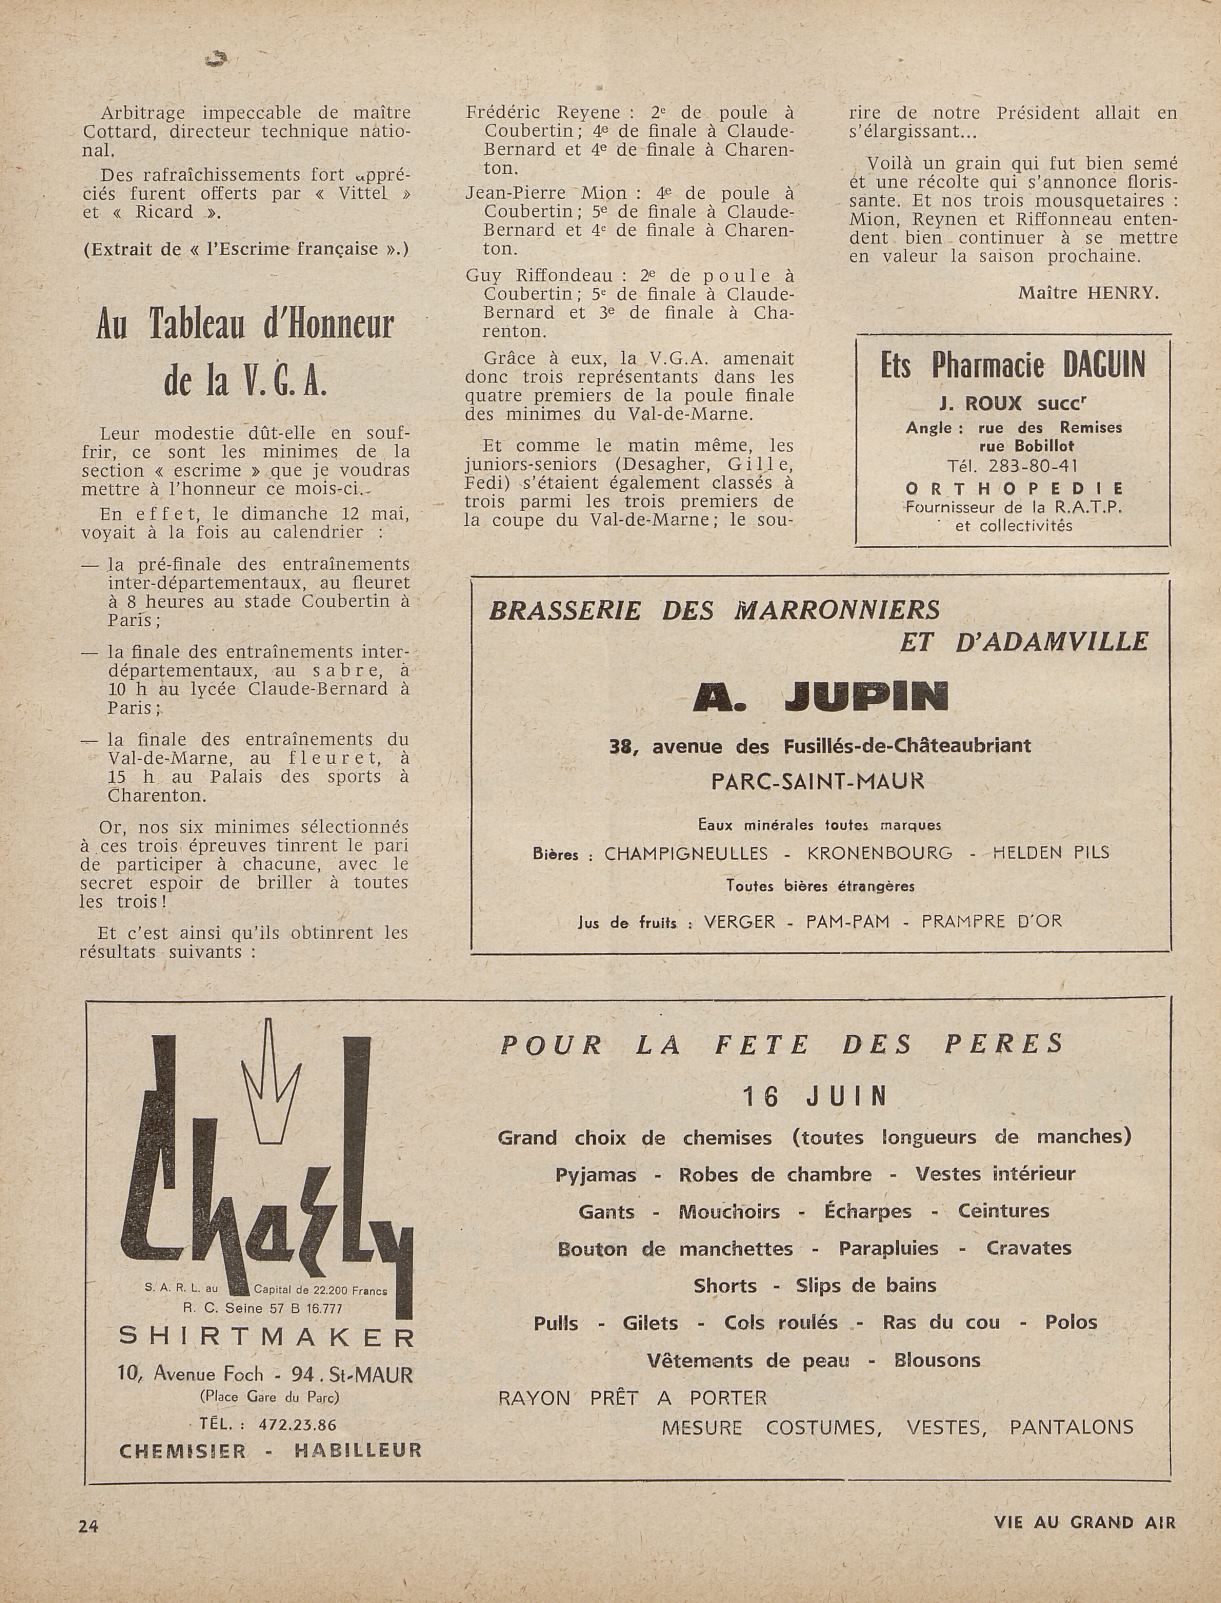 Arbitrage impeccable de maître
Cottard, directeur technique natio-
nal.
Des rafraîchissements fort appré-
ciés furent offerts par « Vittel »
et « Ricard ».
(Extrait de « l'Escrime française ».)
Au Tableau d'Honneur
de la V.G.A.
Leur modestie dût-elle en souf-
frir, ce sont les minimes de la
section « escrime » que je voudras
mettre à l'honneur ce mois-ci.
En effet, le dimanche 12 mai,
voyait à la fois au calendrier :
— la pré-finale des entraînements
inter-départementaux, au fleuret
à 8 heures au stade Coubertin à
Paris ;
— la finale des entraînements inter-
départementaux, au sabre, à
10 h au lycée Claude-Bernard à
Paris ;
— la finale des entraînements du
Val-de-Marne, au fleuret, à
15 h au Palais des sports à
Charenton.
Or, nos six minimes sélectionnés
à ces trois épreuves tinrent le pari
de participer à chacune, avec le
secret espoir de briller à toutes
les trois !
Et c'est ainsi qu'ils obtinrent les
résultats suivants :
Frédéric Reyene : 2e de poule à
Coubertin ; 4e de finale à Claude-
Bernard et 4e de finale à Charen-
ton.
Jean-Pierre Mion : 4e de poule à
Coubertin ; 5e de finale à Claude-
Bernard et 4e de finale à Charen-
ton.
Guy Riffondeau : 2e de poule à
Coubertin ; 5e de finale à Claude-
Bernard et 3e de finale à Cha-
renton.
Grâce à eux, la V.G.A. amenait
donc trois représentants dans les
quatre premiers de la poule finale
des minimes du Val-de-Marne.
Et comme le matin même, les
juniors-seniors (Desagher, Gille,
Fedi) s'étaient également classés à
trois parmi les trois premiers de
la coupe du Val-de-Marne ; le sou-
rire de notre Président allait en
s'élargissant...
Voilà un grain qui fut bien semé
et une récolte qui s'annonce floris-
sante. Et nos trois mousquetaires :
Mion, Reynen et Riffonneau enten-
dent bien continuer à se mettre
en valeur la saison prochaine.
Maître HENRY.
Ets Pharmacie DAGUIN
J. ROUX succr
Angle : rue des Remises
rue Bobillot
Tél. 283-80-41
ORTHOPEDIE
Fournisseur de la R.A.T.P.
et collectivités
BRASSERIE DES MARRONNIERS
ET D'ADAMVILLE
A. JUPIN
38, avenue des Fusillés-de-Châteaubriant
PARC-SAINT-MAUR
Eaux minérales toutes marques
Bières : CHAMPIGNEULLES - KRONENBOURG - HELDEN PILS
Toutes bières étrangères
Jus de fruits : VERGER - PAM-PAM - PRAMPRE D'OR
Charly
S. A. R. L. au Capital de 22.200 Francs
R. C. Seine 57 B 16.777
SHIRTMAKER
10, Avenue Foch - 94. St-MAUR
(Place Gare du Parc)
TÉL. : 472.23.86
CHEMISIER - HABILLEUR
POUR LA FETE DES PERES
16 JUIN
Grand choix de chemises (toutes longueurs de manches)
Pyjamas - Robes de chambre - Vestes intérieur
Gants - Mouchoirs - Écharpes - Ceintures
Bouton de manchettes - Parapluies - Cravates
Shorts - Slips de bains
Pulls - Gilets - Cols roulés - Ras du cou - Polos
Vêtements de peau - Blousons
RAYON PRÊT A PORTER
MESURE COSTUMES, VESTES, PANTALONS
24
VIE AU GRAND AIR